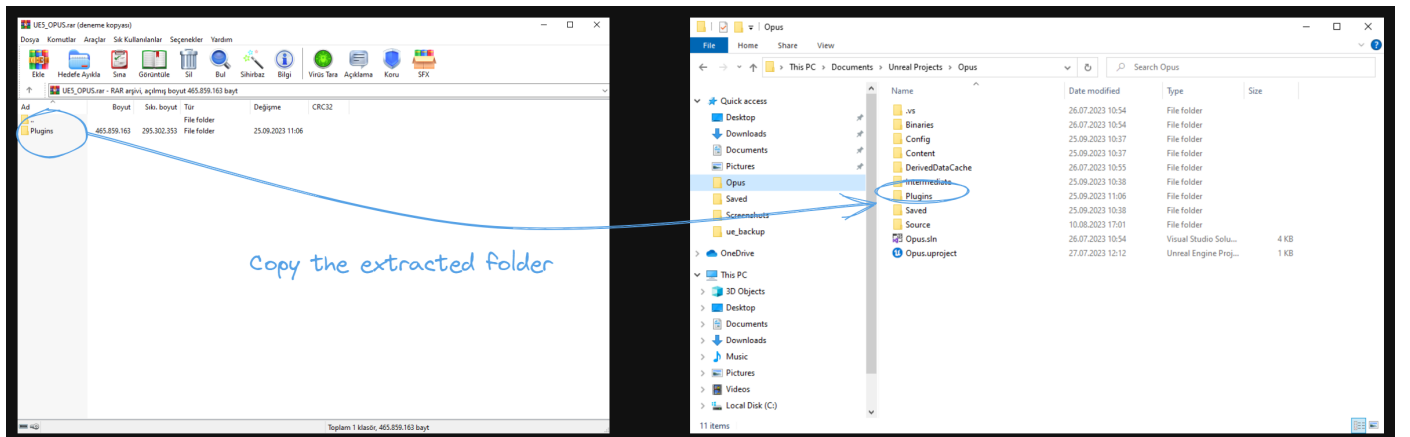 UE5_OPUS.rar (deneme kopyası)
Dosya Komutlar Araçlar Sık Kullanılanlar Seçenekler Yardım
Ekle Hedefe Ayıkla Sına Görüntüle Sil Bul Sihirbaz Bilgi Virüs Tara Açıklama Koru SFX
UE5_OPUS.rar - RAR arşivi, açılmış boyut 465.859.163 bayt
Ad Boyut Sıkı. boyut Tür Değişme CRC32
.. File folder
Plugins 465.859.163 295.302.353 File folder 25.09.2023 11:06
Toplam 1 klasör, 465.859.163 bayt
Copy the extracted folder
Opus
File Home Share View
This PC > Documents > Unreal Projects > Opus
Search Opus
Quick access
Desktop
Downloads
Documents
Pictures
Opus
Saved
Screenshots
ue_backup
OneDrive
This PC
3D Objects
Desktop
Documents
Downloads
Music
Pictures
Videos
Local Disk (C:)
Name Date modified Type Size
.vs 26.07.2023 10:54 File folder
Binaries 26.07.2023 10:54 File folder
Config 25.09.2023 10:37 File folder
Content 25.09.2023 10:37 File folder
DerivedDataCache 26.07.2023 10:55 File folder
Intermediate 25.09.2023 10:38 File folder
Plugins 25.09.2023 11:06 File folder
Saved 25.09.2023 10:38 File folder
Source 10.08.2023 17:01 File folder
Opus.sln 26.07.2023 10:54 Visual Studio Solu... 4 KB
Opus.uproject 27.07.2023 12:12 Unreal Engine Proj... 1 KB
11 items